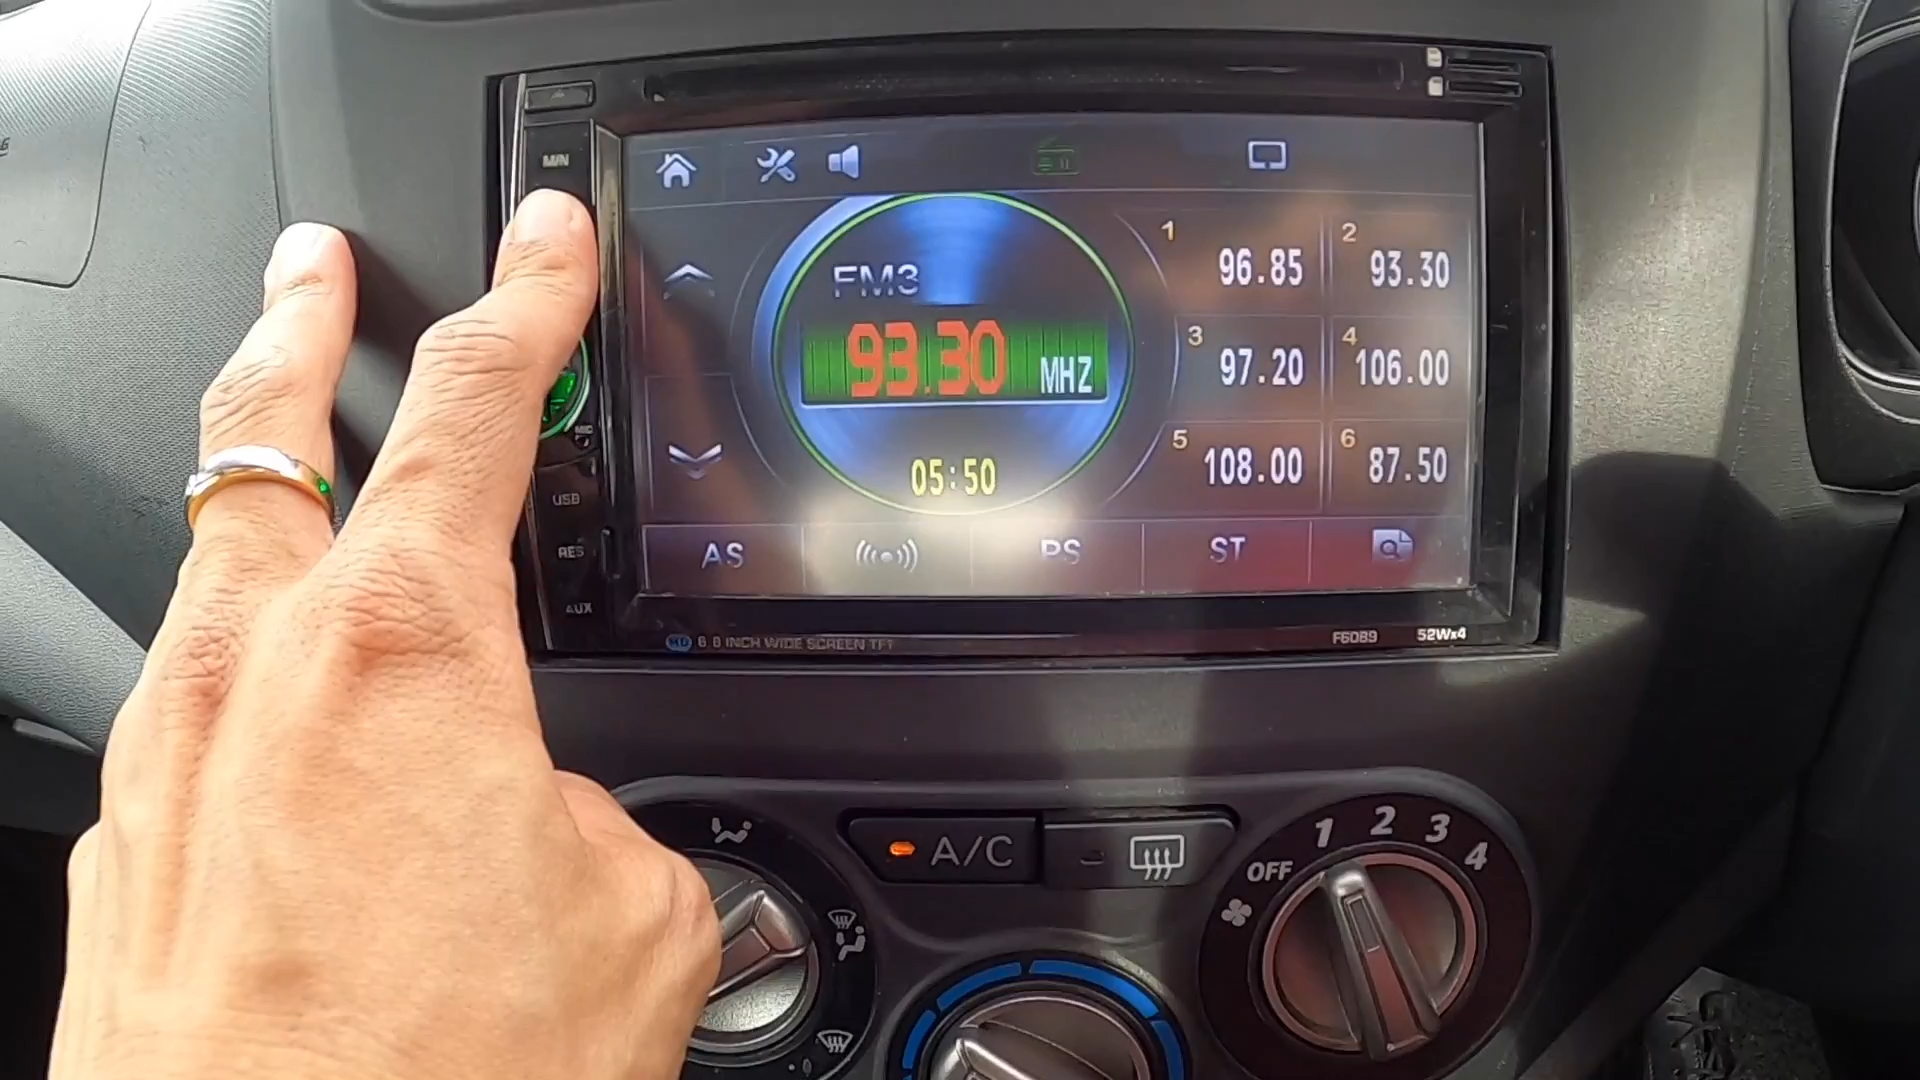 M/N
FM3
93.30 MHZ
05:50
1 96.85
2 93.30
3 97.20
4 106.00
5 108.00
6 87.50
AS
PS
ST
MIC
USB
RES
AUX
6.8 INCH WIDE SCREEN TFT
F6089
52Wx4
A/C
OFF 1 2 3 4